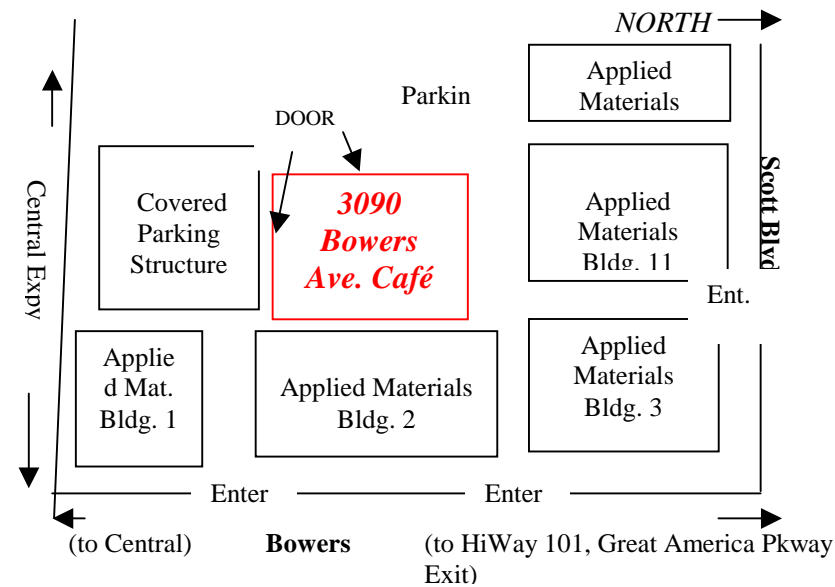 NORTH
Applied
Materials
Parkin
DOOR
Central Expy
Covered
Parking
Structure
3090
Bowers
Ave. Café
Applied
Materials
Bldg. 11
Scott Blvd
Ent.
Applie
d Mat.
Bldg. 1
Applied Materials
Bldg. 2
Applied
Materials
Bldg. 3
Enter
Enter
(to Central)
Bowers
(to HiWay 101, Great America Pkway
Exit)